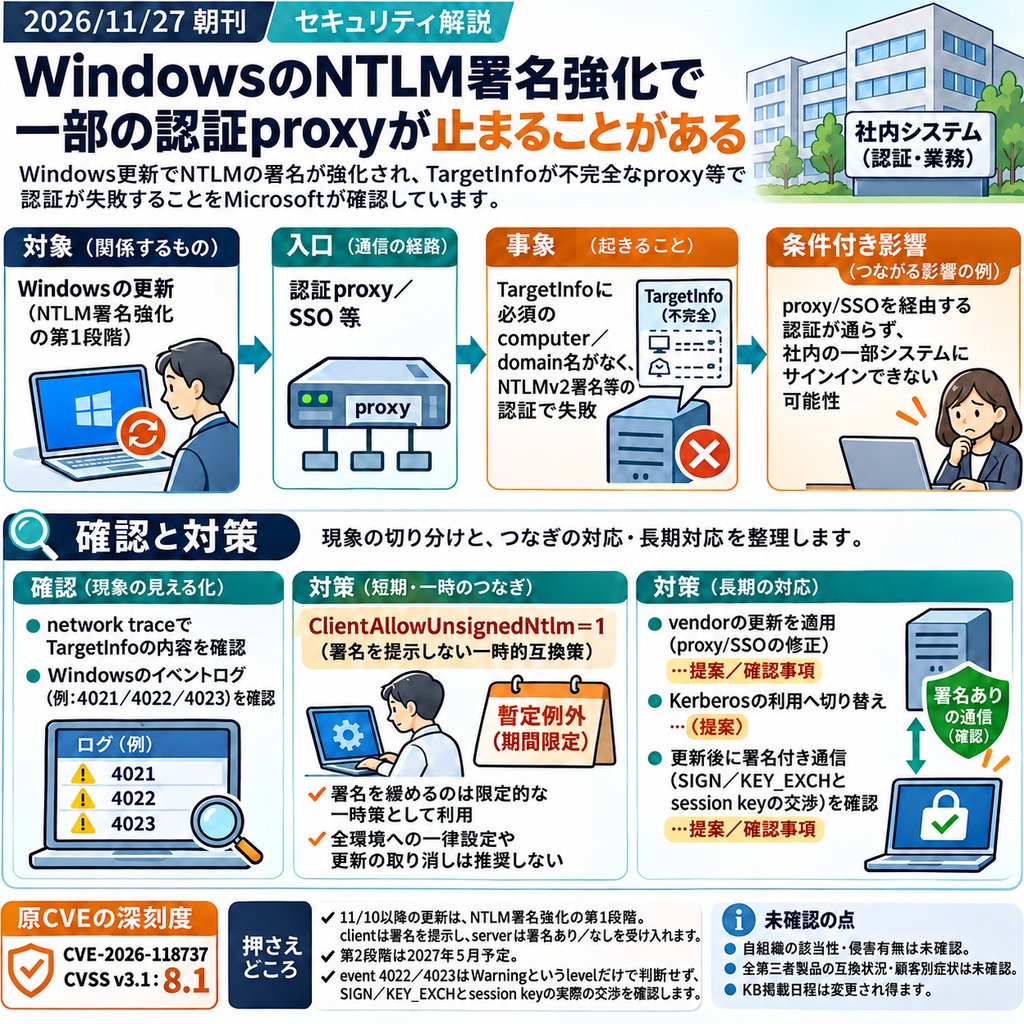 2026/11/27 朝刊
セキュリティ解説
WindowsのNTLM署名強化で
一部の認証proxyが止まることがある
Windows更新でNTLMの署名が強化され、TargetInfoが不完全なproxy等で
認証が失敗することをMicrosoftが確認しています。
社内システム
（認証・業務）
対象（関係するもの）
Windowsの更新
（NTLM署名強化
の第1段階）
入口（通信の経路）
認証proxy／
SSO 等
proxy
事象（起きること）
TargetInfoに
必須の
computer／
domain名がなく、
NTLMv2署名等の
認証で失敗
TargetInfo
（不完全）
条件付き影響
（つながる影響の例）
proxy/SSOを経由する
認証が通らず、
社内の一部システムに
サインインできない
可能性
確認と対策
現象の切り分けと、つなぎの対応・長期対応を整理します。
確認（現象の見える化）
network traceで
TargetInfoの内容を確認
Windowsのイベントログ
（例：4021／4022／4023）を確認
ログ（例）
4021
4022
4023
対策（短期・一時のつなぎ）
ClientAllowUnsignedNtlm＝1
（署名を提示しない一時的互換策）
暫定例外
（期間限定）
署名を緩めるのは限定的な
一時策として利用
全環境への一律設定や
更新の取り消しは推奨しない
対策（長期の対応）
vendorの更新を適用
（proxy/SSOの修正）
…提案／確認事項
Kerberosの利用へ切り替え
…（提案）
更新後に署名付き通信
（SIGN／KEY_EXCHと
session keyの交渉）を確認
…提案／確認事項
署名あり
の通信
（確認）
原CVEの深刻度
CVE-2026-118737
CVSS v3.1：8.1
押さえ
どころ
11/10以降の更新は、NTLM署名強化の第1段階。
clientは署名を提示し、serverは署名あり／なしを受け入れます。
第2段階は2027年5月予定。
event 4022／4023はWarningというlevelだけで判断せず、
SIGN／KEY_EXCHとsession keyの実際の交渉を確認します。
未確認の点
自組織の該当性・侵害有無は未確認。
全第三者製品の互換状況・顧客別症状は未確認。
KB掲載日程は変更され得ます。